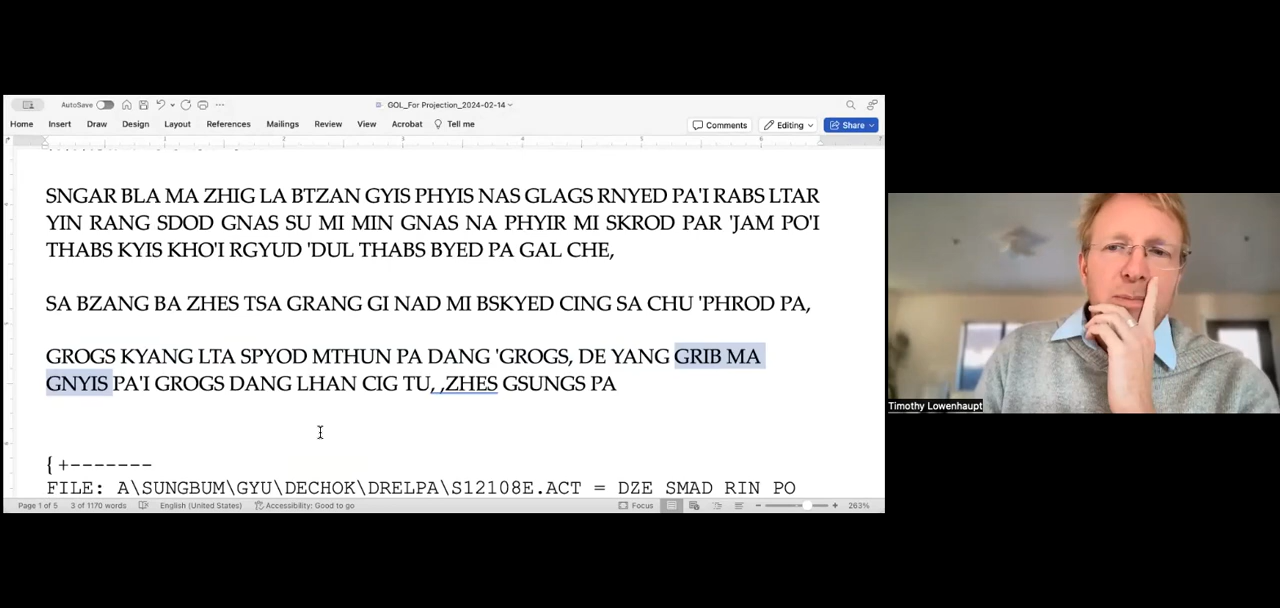 AutoSave
GOL_For Projection_2024-02-14
Home Insert Draw Design Layout References Mailings Review View Acrobat Tell me Comments Editing Share
2 3 4 5 6 7
SNGAR BLA MA ZHIG LA BTZAN GYIS PHYIS NAS GLAGS RNYED PA'I RABS LTAR
YIN RANG SDOD GNAS SU MI MIN GNAS NA PHYIR MI SKROD PAR 'JAM PO'I
THABS KYIS KHO'I RGYUD 'DUL THABS BYED PA GAL CHE,
SA BZANG BA ZHES TSA GRANG GI NAD MI BSKYED CING SA CHU 'PHROD PA,
GROGS KYANG LTA SPYOD MTHUN PA DANG 'GROGS, DE YANG GRIB MA
GNYIS PA'I GROGS DANG LHAN CIG TU, ,ZHES GSUNGS PA
{ +-------
FILE: A\SUNGBUM\GYU\DECHOK\DRELPA\S12108E.ACT = DZE SMAD RIN PO
Page 1 of 5 3 of 1170 words English (United States) Accessibility: Good to go Focus 263%
Timothy Lowenhaupt